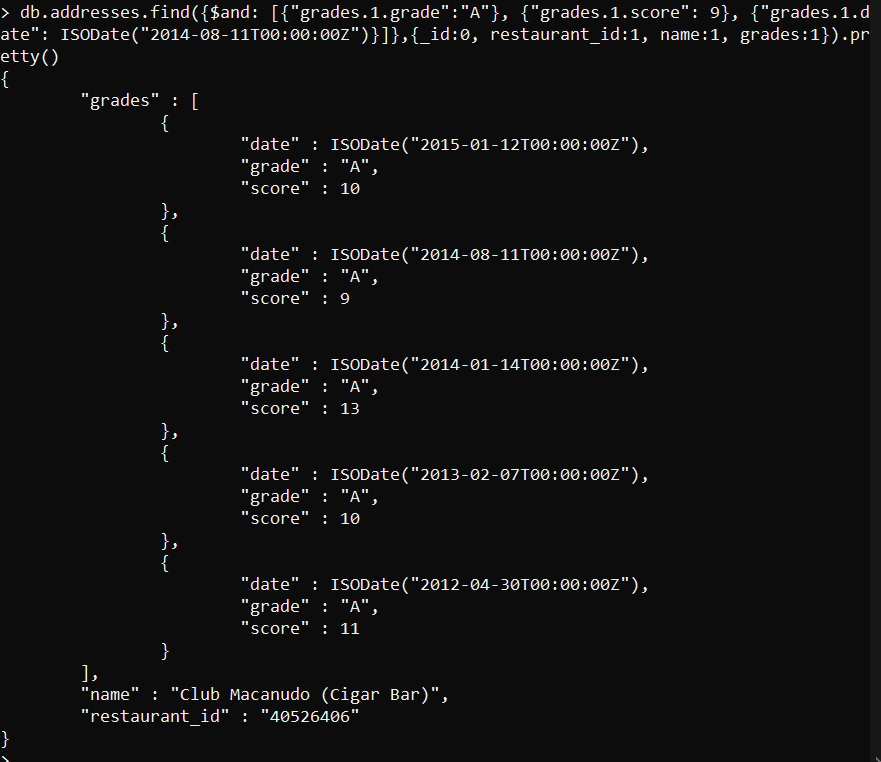 > db.addresses.find({$and: [{"grades.1.grade":"A"}, {"grades.1.score": 9}, {"grades.1.d
ate": ISODate("2014-08-11T00:00:00Z")}]},{_id:0, restaurant_id:1, name:1, grades:1}).pr
etty()
{
        "grades" : [
                {
                        "date" : ISODate("2015-01-12T00:00:00Z"),
                        "grade" : "A",
                        "score" : 10
                },
                {
                        "date" : ISODate("2014-08-11T00:00:00Z"),
                        "grade" : "A",
                        "score" : 9
                },
                {
                        "date" : ISODate("2014-01-14T00:00:00Z"),
                        "grade" : "A",
                        "score" : 13
                },
                {
                        "date" : ISODate("2013-02-07T00:00:00Z"),
                        "grade" : "A",
                        "score" : 10
                },
                {
                        "date" : ISODate("2012-04-30T00:00:00Z"),
                        "grade" : "A",
                        "score" : 11
                }
        ],
        "name" : "Club Macanudo (Cigar Bar)",
        "restaurant_id" : "40526406"
}
>